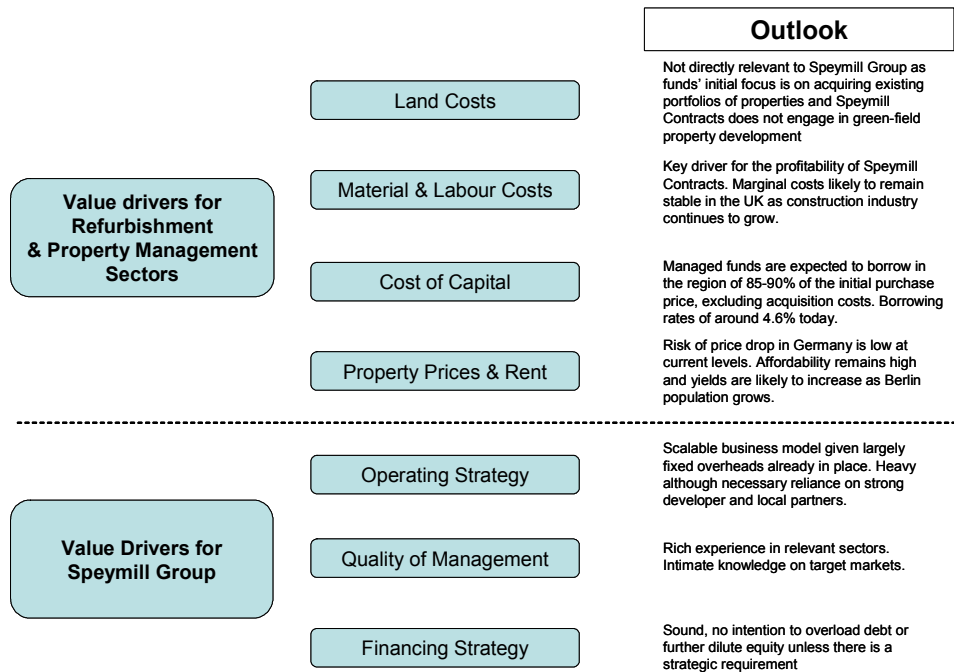 Outlook
Land Costs
Not directly relevant to Speymill Group as
funds' initial focus is on acquiring existing
portfolios of properties and Speymill
Contracts does not engage in green-field
property development
Value drivers for
Refurbishment
& Property Management
Sectors
Material & Labour Costs
Key driver for the profitability of Speymill
Contracts. Marginal costs likely to remain
stable in the UK as construction industry
continues to grow.
Cost of Capital
Managed funds are expected to borrow in
the region of 85-90% of the initial purchase
price, excluding acquisition costs. Borrowing
rates of around 4.6% today.
Property Prices & Rent
Risk of price drop in Germany is low at
current levels. Affordability remains high
and yields are likely to increase as Berlin
population grows.
Value Drivers for
Speymill Group
Operating Strategy
Scalable business model given largely
fixed overheads already in place. Heavy
although necessary reliance on strong
developer and local partners.
Quality of Management
Rich experience in relevant sectors.
Intimate knowledge on target markets.
Financing Strategy
Sound, no intention to overload debt or
further dilute equity unless there is a
strategic requirement